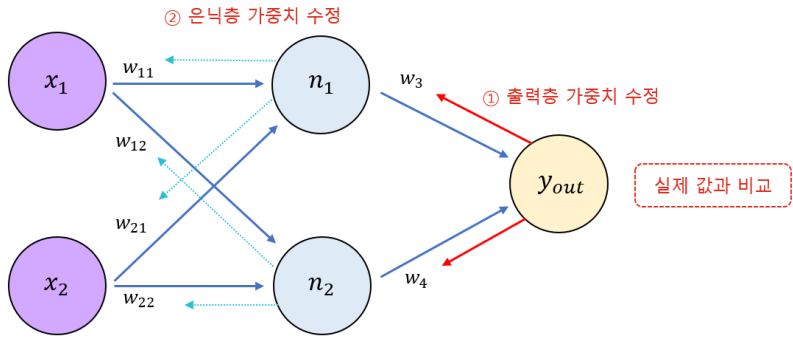 ② 은닉층 가중치 수정
x₁
w₁₁
n₁
w₃
① 출력층 가중치 수정
w₁₂
y_out
실제 값과 비교
w₂₁
x₂
w₂₂
n₂
w₄